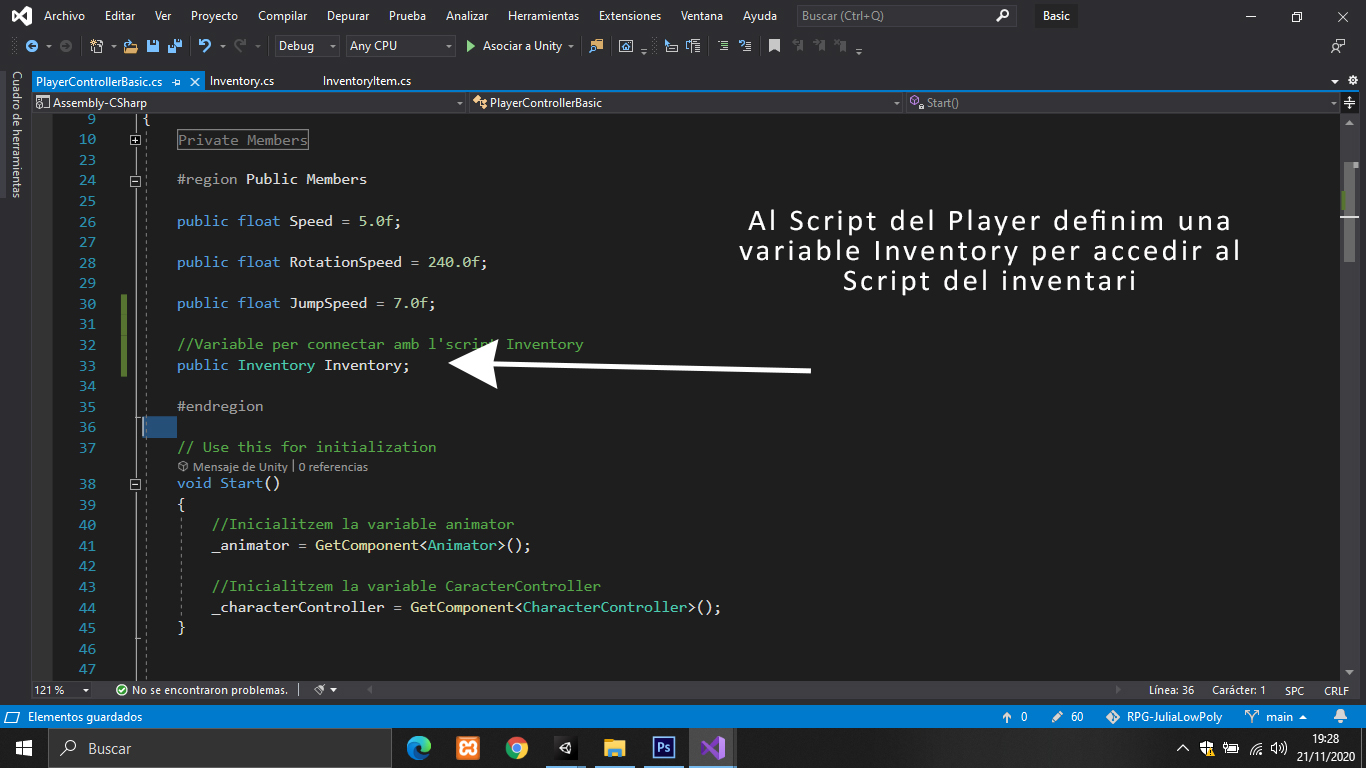 Archivo Editar Ver Proyecto Compilar Depurar Prueba Analizar Herramientas Extensiones Ventana Ayuda Buscar (Ctrl+Q) Basic
Debug Any CPU Asociar a Unity
Cuadro de herramientas
PlayerControllerBasic.cs Inventory.cs InventoryItem.cs
Assembly-CSharp PlayerControllerBasic Start()
9 {
10 Private Members
23
24 #region Public Members
25
26 public float Speed = 5.0f;
27
28 public float RotationSpeed = 240.0f;
29
30 public float JumpSpeed = 7.0f;
31
32 //Variable per connectar amb l'script Inventory
33 public Inventory Inventory;
34
35 #endregion
36
37 // Use this for initialization
Mensaje de Unity | 0 referencias
38 void Start()
39 {
40 //Inicialitzem la variable animator
41 _animator = GetComponent<Animator>();
42
43 //Inicialitzem la variable CaracterController
44 _characterController = GetComponent<CharacterController>();
45 }
46
47
Al Script del Player definim una
variable Inventory per accedir al
Script del inventari
121 % No se encontraron problemas. Línea: 36 Carácter: 1 SPC CRLF
Elementos guardados 0 60 RPG-JuliaLowPoly main
Buscar Ps 19:28
21/11/2020